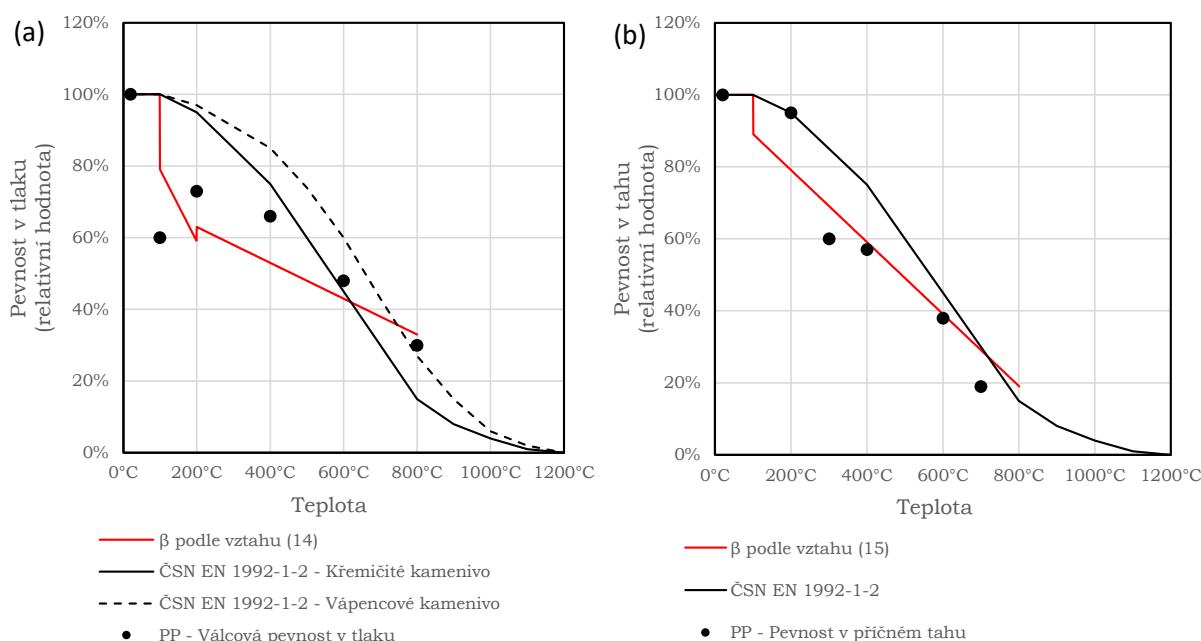 (a)
120%
100%
80%
60%
40%
20%
0%
0°C 200°C 400°C 600°C 800°C 1000°C 1200°C
Pevnost v tlaku
(relativní hodnota)
Teplota
β podle vztahu (14)
ČSN EN 1992-1-2 - Křemičité kamenivo
ČSN EN 1992-1-2 - Vápencové kamenivo
PP - Válcová pevnost v tlaku
(b)
120%
100%
80%
60%
40%
20%
0%
0°C 200°C 400°C 600°C 800°C 1000°C 1200°C
Pevnost v tahu
(relativní hodnota)
Teplota
β podle vztahu (15)
ČSN EN 1992-1-2
PP - Pevnost v příčném tahu